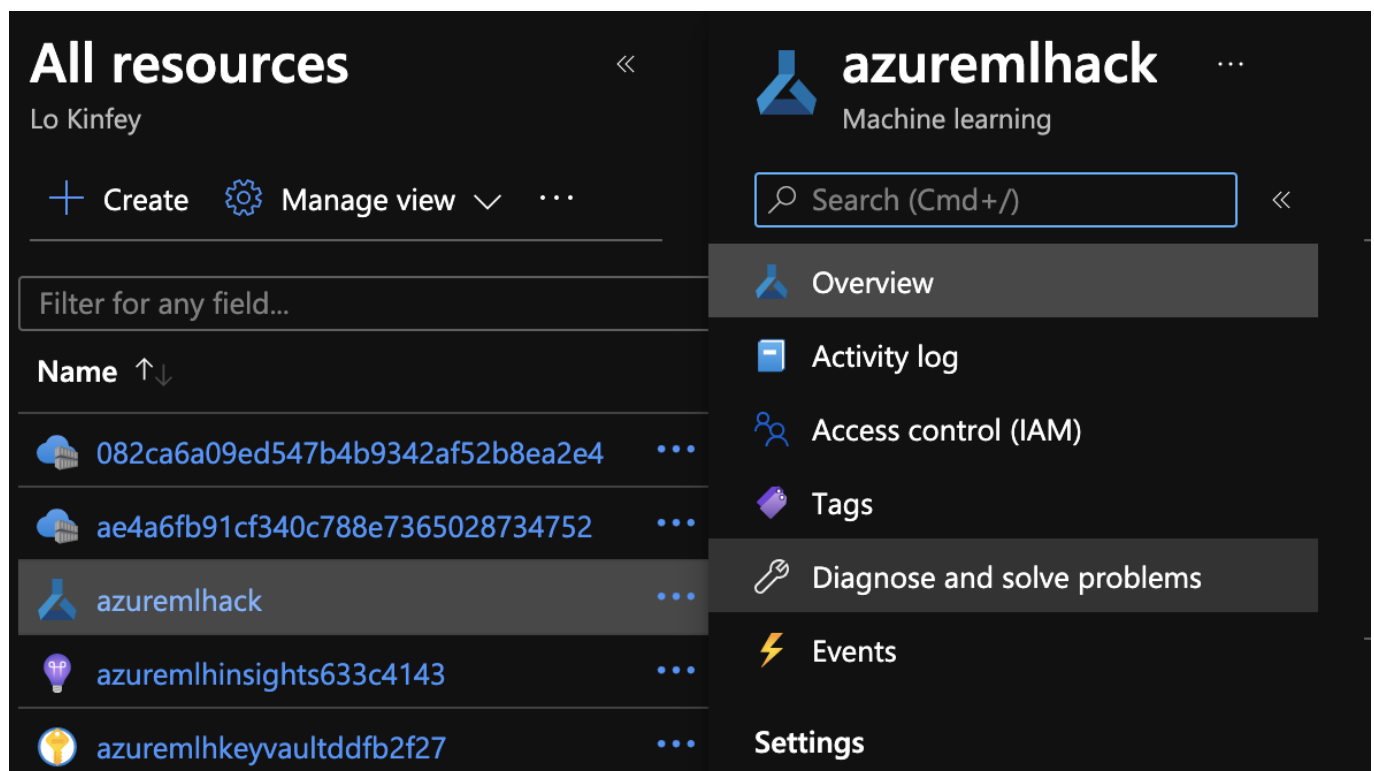 All resources
«
Lo Kinfey
+ Create
Manage view
...
Filter for any field...
Name ↑↓
082ca6a09ed547b4b9342af52b8ea2e4 ...
ae4a6fb91cf340c788e7365028734752 ...
azuremlhack ...
azuremlhinsights633c4143 ...
azuremlhkeyvaultddfb2f27 ...
azuremlhack ...
Machine learning
Search (Cmd+/)
«
Overview
Activity log
Access control (IAM)
Tags
Diagnose and solve problems
Events
Settings